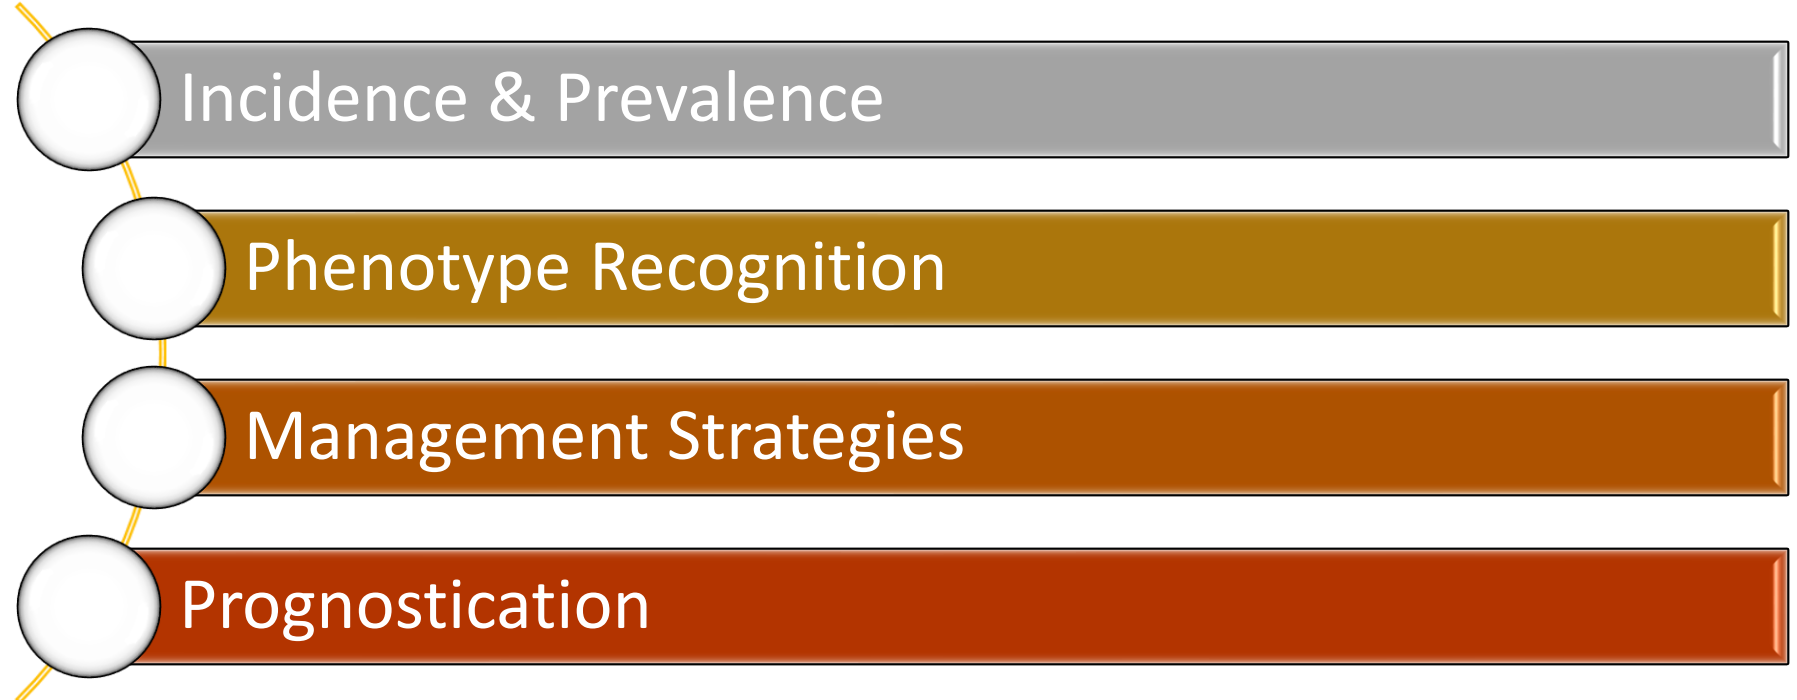 Incidence & Prevalence
Phenotype Recognition
Management Strategies
Prognostication